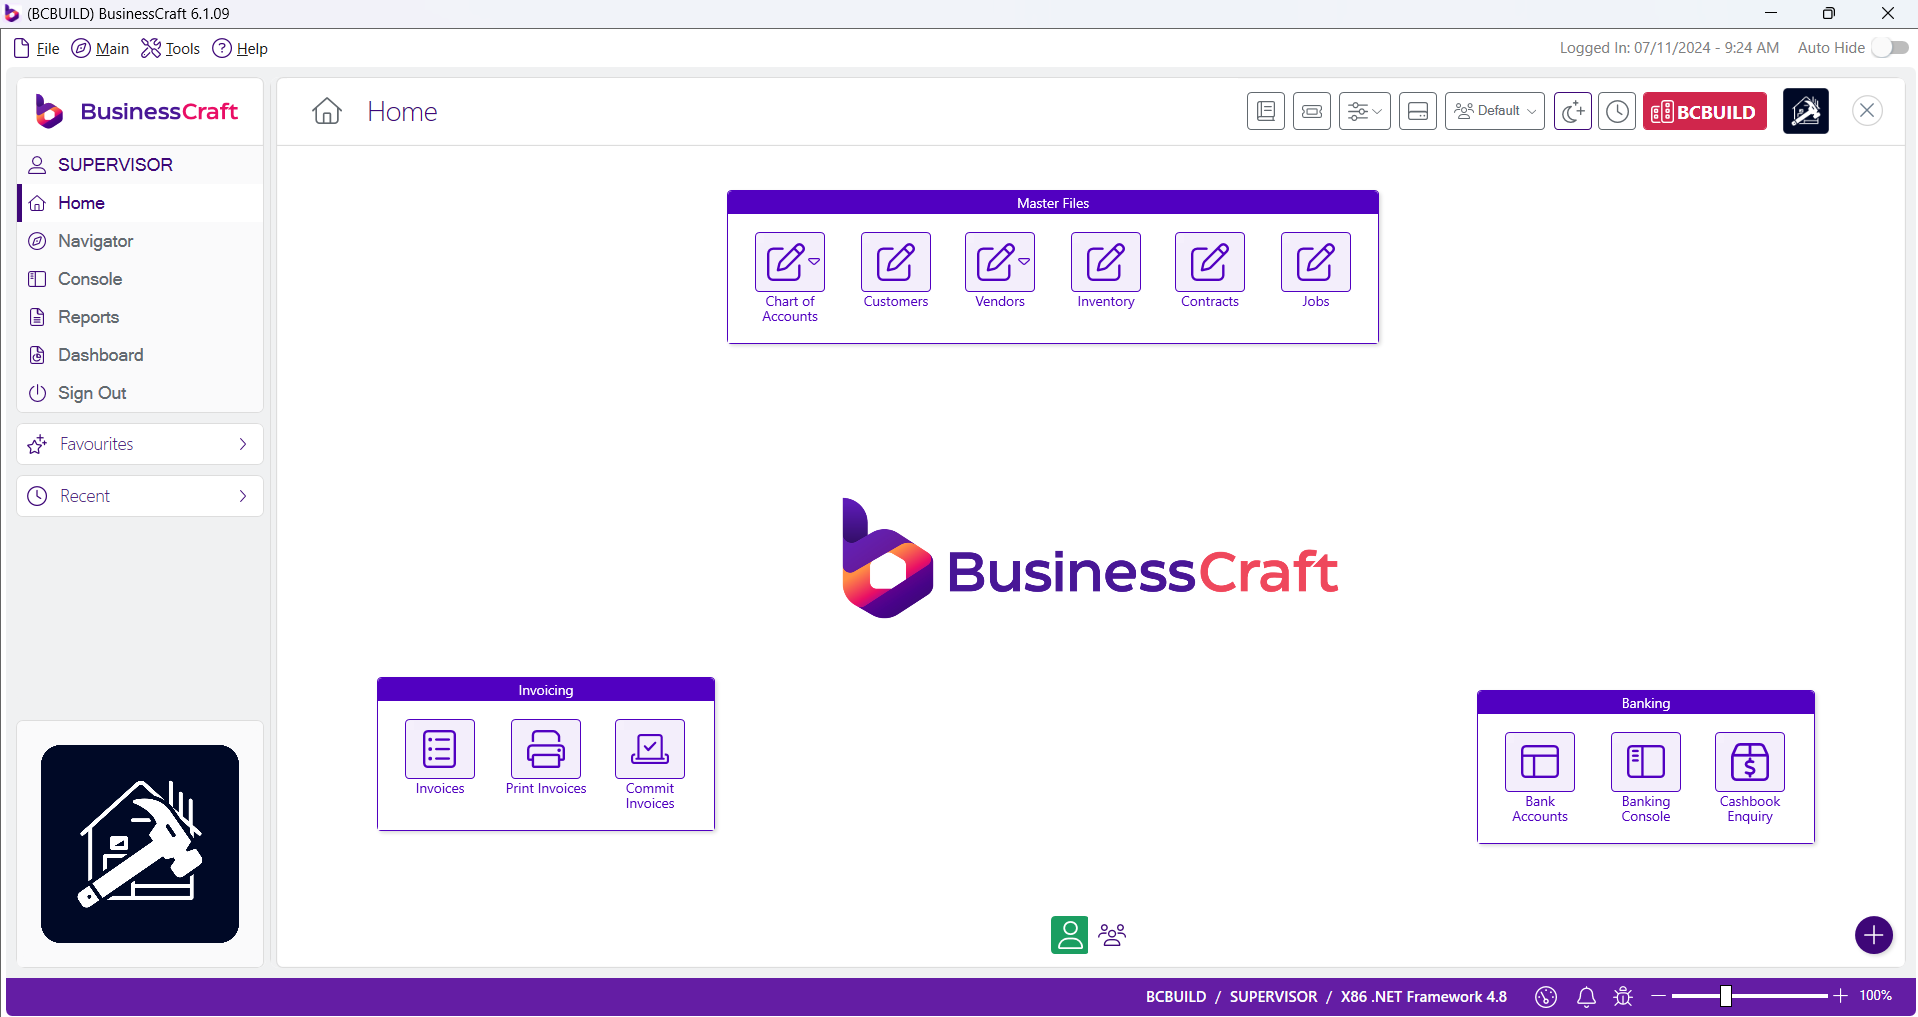 (BCBUILD) BusinessCraft 6.1.09
File Main Tools Help
Logged In: 07/11/2024 - 9:24 AM Auto Hide
BusinessCraft
Home
Default
BCBUILD
SUPERVISOR
Home
Navigator
Console
Reports
Dashboard
Sign Out
Favourites
Recent
Master Files
Chart of
Accounts
Customers
Vendors
Inventory
Contracts
Jobs
BusinessCraft
Invoicing
Invoices
Print Invoices
Commit
Invoices
Banking
Bank
Accounts
Banking
Console
Cashbook
Enquiry
BCBUILD / SUPERVISOR / X86 .NET Framework 4.8
100%